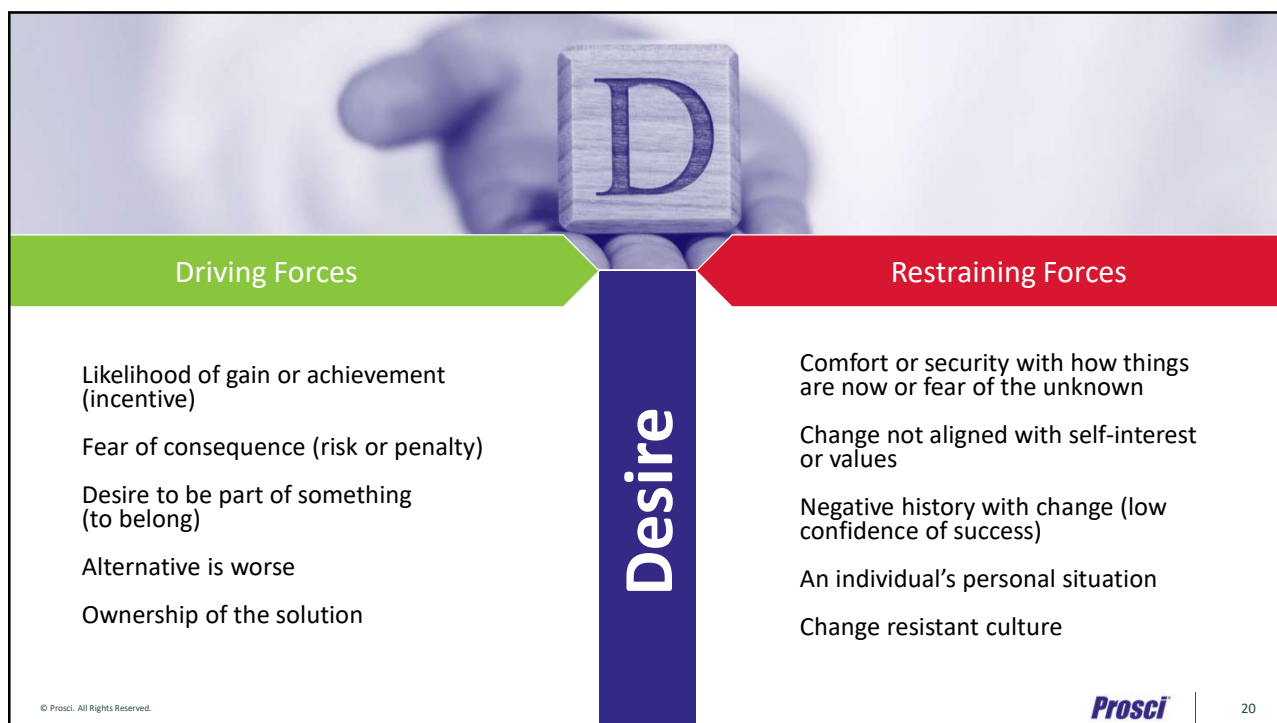 D
Driving Forces
Restraining Forces
Likelihood of gain or achievement
(incentive)
Fear of consequence (risk or penalty)
Desire to be part of something
(to belong)
Alternative is worse
Ownership of the solution
Desire
Comfort or security with how things
are now or fear of the unknown
Change not aligned with self-interest
or values
Negative history with change (low
confidence of success)
An individual’s personal situation
Change resistant culture
© Prosci. All Rights Reserved.
Prosci
20